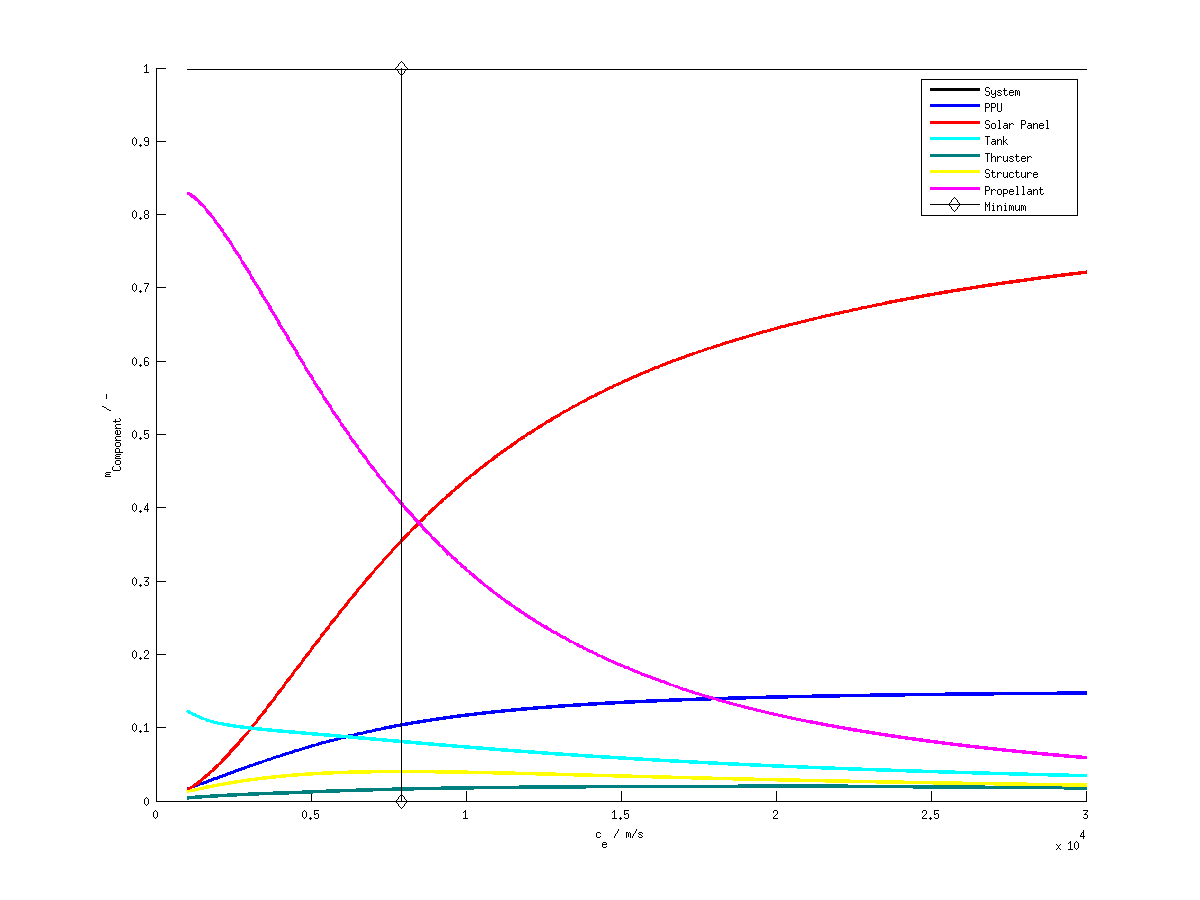 1
0.9
0.8
0.7
0.6
0.5
0.4
0.3
0.2
0.1
0
m_Component / -
System
PPU
Solar Panel
Tank
Thruster
Structure
Propellant
Minimum
0 0.5 1 1.5 2 2.5 3
c_e / m/s
x 10^4